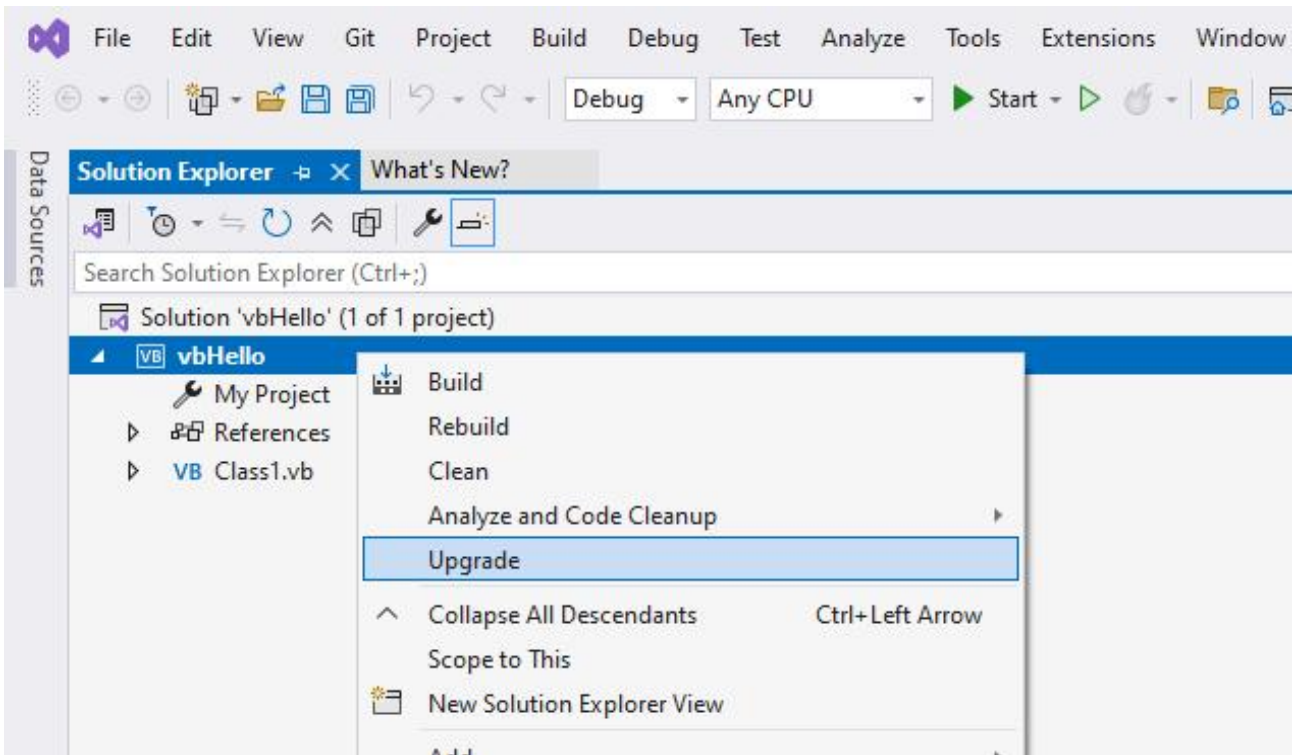 File Edit View Git Project Build Debug Test Analyze Tools Extensions Window
Debug Any CPU Start
Data Sources
Solution Explorer What's New?
Search Solution Explorer (Ctrl+;)
Solution 'vbHello' (1 of 1 project)
VB vbHello
My Project
References
VB Class1.vb
Build
Rebuild
Clean
Analyze and Code Cleanup
Upgrade
Collapse All Descendants Ctrl+Left Arrow
Scope to This
New Solution Explorer View